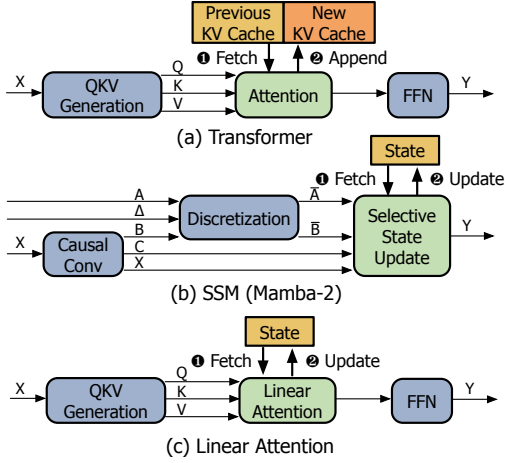 Previous KV Cache
New KV Cache
❶ Fetch
❷ Append
X
QKV Generation
Q
K
V
Attention
FFN
Y
(a) Transformer
State
❶ Fetch
❷ Update
A
Δ
B
C
X
X
Causal Conv
Discretization
A̅
B̅
Selective State Update
Y
(b) SSM (Mamba-2)
State
❶ Fetch
❷ Update
X
QKV Generation
Q
K
V
Linear Attention
FFN
Y
(c) Linear Attention